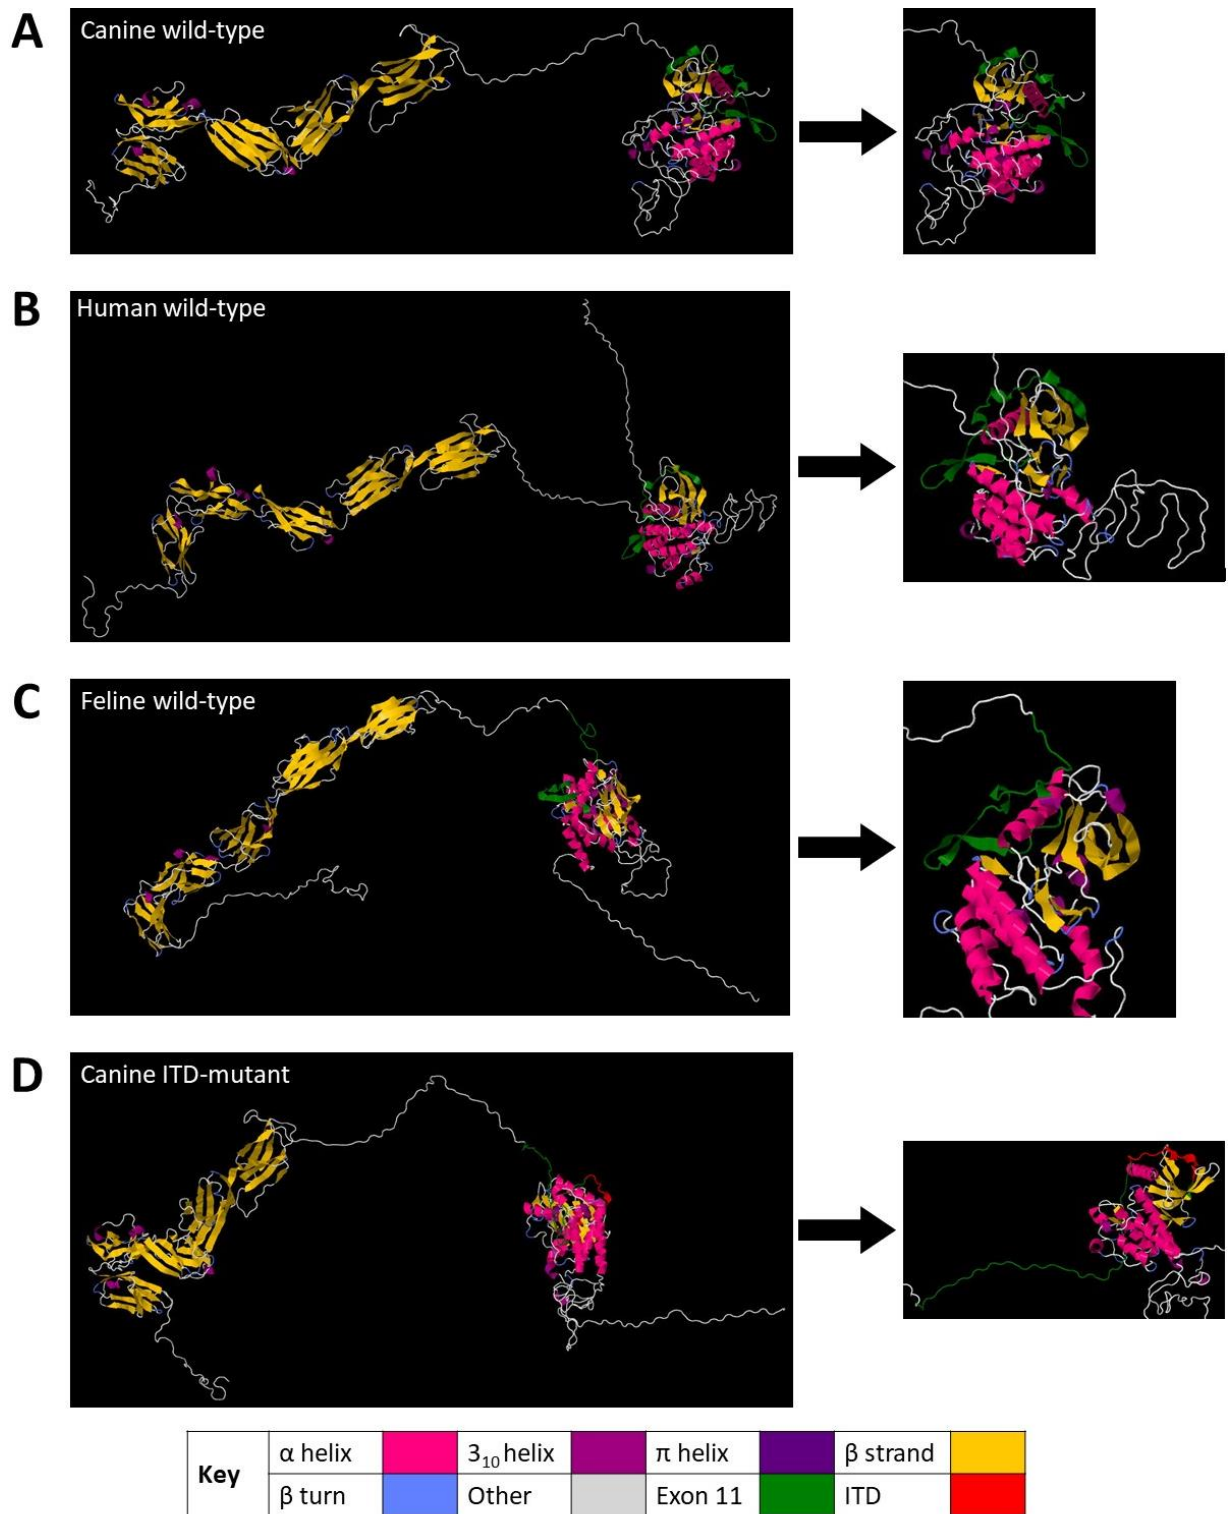 A
Canine wild-type
B
Human wild-type
C
Feline wild-type
D
Canine ITD-mutant
Key
α helix 3₁₀ helix π helix β strand
β turn Other Exon 11 ITD